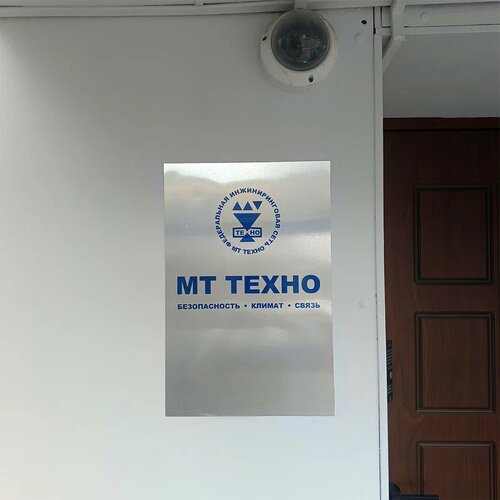 ФЕДЕРАЛЬНАЯ ИНЖИНИРИНГОВАЯ СЕТЬ
ТЕХНО
МТ ТЕХНО
МТ ТЕХНО
БЕЗОПАСНОСТЬ • КЛИМАТ • СВЯЗЬ